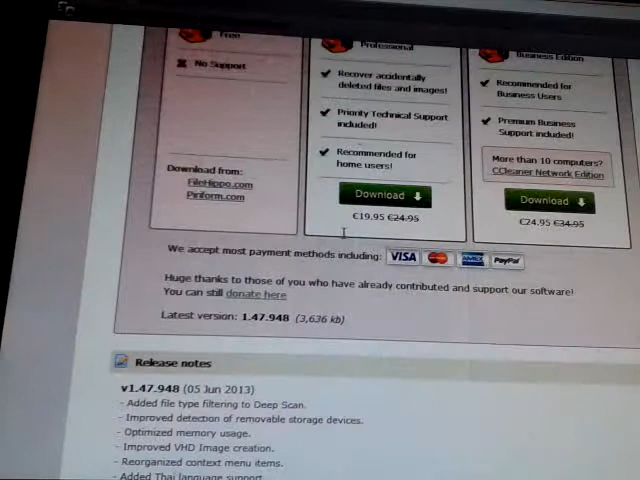 Free
No Support
Download from:
FileHippo.com
Piriform.com
Professional
Recover accidentally
deleted files and images!
Priority Technical Support
included!
Recommended for
home users!
Download
€19.95 €24.95
Business Edition
Recommended for
Business Users
Premium Business
Support included!
More than 10 computers?
CCleaner Network Edition
Download
€24.95 €34.95
We accept most payment methods including: VISA MasterCard AMEX PayPal
Huge thanks to those of you who have already contributed and support our software!
You can still donate here
Latest version: 1.47.948 (3,636 kb)
Release notes
v1.47.948 (05 Jun 2013)
- Added file type filtering to Deep Scan.
- Improved detection of removable storage devices.
- Optimized memory usage.
- Improved VHD Image creation.
- Reorganized context menu items.
- Added Thai language support.